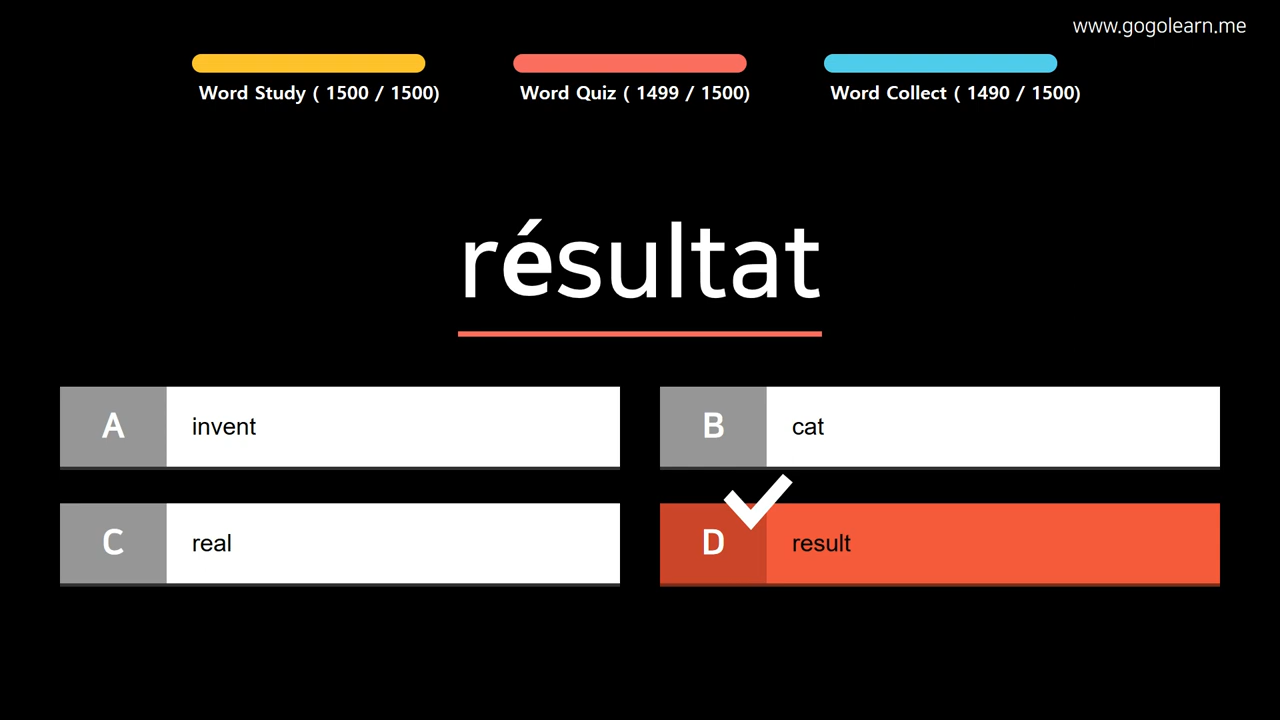 www.gogolearn.me
Word Study ( 1500 / 1500)
Word Quiz ( 1499 / 1500)
Word Collect ( 1490 / 1500)
résultat
A invent
B cat
C real
D result